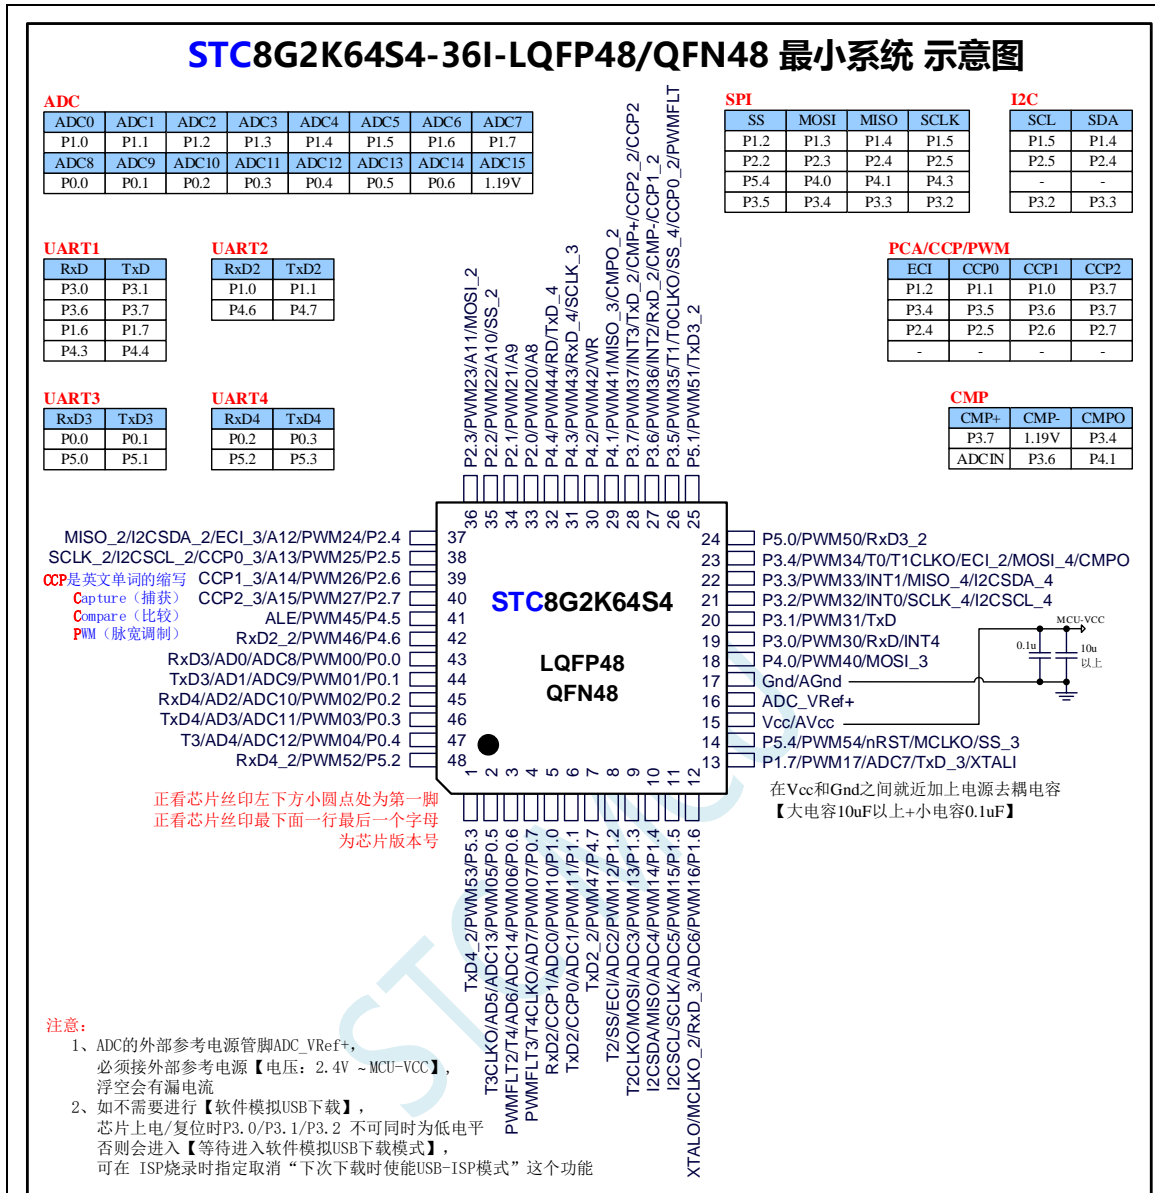 STC8G2K64S4-36I-LQFP48/QFN48 最小系统 示意图
ADC
ADC0 ADC1 ADC2 ADC3 ADC4 ADC5 ADC6 ADC7
P1.0 P1.1 P1.2 P1.3 P1.4 P1.5 P1.6 P1.7
ADC8 ADC9 ADC10 ADC11 ADC12 ADC13 ADC14 ADC15
P0.0 P0.1 P0.2 P0.3 P0.4 P0.5 P0.6 1.19V
SPI
SS MOSI MISO SCLK
P1.2 P1.3 P1.4 P1.5
P2.2 P2.3 P2.4 P2.5
P5.4 P4.0 P4.1 P4.3
P3.5 P3.4 P3.3 P3.2
I2C
SCL SDA
P1.5 P1.4
P2.5 P2.4
- -
P3.2 P3.3
UART1
RxD TxD
P3.0 P3.1
P3.6 P3.7
P1.6 P1.7
P4.3 P4.4
UART2
RxD2 TxD2
P1.0 P1.1
P4.6 P4.7
PCA/CCP/PWM
ECI CCP0 CCP1 CCP2
P1.2 P1.1 P1.0 P3.7
P3.4 P3.5 P3.6 P3.7
P2.4 P2.5 P2.6 P2.7
- - - -
UART3
RxD3 TxD3
P0.0 P0.1
P5.0 P5.1
UART4
RxD4 TxD4
P0.2 P0.3
P5.2 P5.3
CMP
CMP+ CMP- CMPO
P3.7 1.19V P3.4
ADCIN P3.6 P4.1
P2.3/PWM23/A11/MOSI_2
P2.2/PWM22/A10/SS_2
P2.1/PWM21/A9
P2.0/PWM20/A8
P4.4/PWM44/RD/TxD_4
P4.3/PWM43/RxD_4/SCLK_3
P4.2/PWM42/WR
P4.1/PWM41/MISO_3/CMPO_2
P3.7/PWM37/INT3/TxD_2/CMP+/CCP2_2/CCP2
P3.6/PWM36/INT2/RxD_2/CMP-/CCP1_2
P3.5/PWM35/T1/T0CLKO/SS_4/CCP0_2/PWMFLT
P5.1/PWM51/TxD3_2
36 35 34 33 32 31 30 29 28 27 26 25
MISO_2/I2CSDA_2/ECI_3/A12/PWM24/P2.4 37
SCLK_2/I2CSCL_2/CCP0_3/A13/PWM25/P2.5 38
CCP1_3/A14/PWM26/P2.6 39
CCP2_3/A15/PWM27/P2.7 40
ALE/PWM45/P4.5 41
RxD2_2/PWM46/P4.6 42
RxD3/AD0/ADC8/PWM00/P0.0 43
TxD3/AD1/ADC9/PWM01/P0.1 44
RxD4/AD2/ADC10/PWM02/P0.2 45
TxD4/AD3/ADC11/PWM03/P0.3 46
T3/AD4/ADC12/PWM04/P0.4 47
RxD4_2/PWM52/P5.2 48
CCP是英文单词的缩写
Capture（捕获）
Compare（比较）
PWM（脉宽调制）
STC8G2K64S4
LQFP48
QFN48
24 P5.0/PWM50/RxD3_2
23 P3.4/PWM34/T0/T1CLKO/ECI_2/MOSI_4/CMPO
22 P3.3/PWM33/INT1/MISO_4/I2CSDA_4
21 P3.2/PWM32/INT0/SCLK_4/I2CSCL_4
20 P3.1/PWM31/TxD
19 P3.0/PWM30/RxD/INT4
18 P4.0/PWM40/MOSI_3
17 Gnd/AGnd
16 ADC_VRef+
15 Vcc/AVcc
14 P5.4/PWM54/nRST/MCLKO/SS_3
13 P1.7/PWM17/ADC7/TxD_3/XTALI
MCU-VCC
0.1u
10u
以上
在Vcc和Gnd之间就近加上电源去耦电容
【大电容10uF以上+小电容0.1uF】
正看芯片丝印左下方小圆点处为第一脚
正看芯片丝印最下面一行最后一个字母
为芯片版本号
1 2 3 4 5 6 7 8 9 10 11 12
TxD4_2/PWM53/P5.3
T3CLKO/AD5/ADC13/PWM05/P0.5
PWMFLT2/T4/AD6/ADC14/PWM06/P0.6
PWMFLT3/T4CLKO/AD7/PWM07/P0.7
RxD2/CCP1/ADC0/PWM10/P1.0
TxD2/CCP0/ADC1/PWM11/P1.1
TxD2_2/PWM47/P4.7
T2/SS/ECI/ADC2/PWM12/P1.2
T2CLKO/MOSI/ADC3/PWM13/P1.3
I2CSDA/MISO/ADC4/PWM14/P1.4
I2CSCL/SCLK/ADC5/PWM15/P1.5
XTALO/MCLKO_2/RxD_3/ADC6/PWM16/P1.6
STCMCU
注意：
1、ADC的外部参考电源管脚ADC_VRef+，
必须接外部参考电源【电压：2.4V ~ MCU-VCC】，
浮空会有漏电流
2、如不需要进行【软件模拟USB下载】，
芯片上电/复位时P3.0/P3.1/P3.2 不可同时为低电平
否则会进入【等待进入软件模拟USB下载模式】，
可在 ISP烧录时指定取消“下次下载时使能USB-ISP模式”这个功能